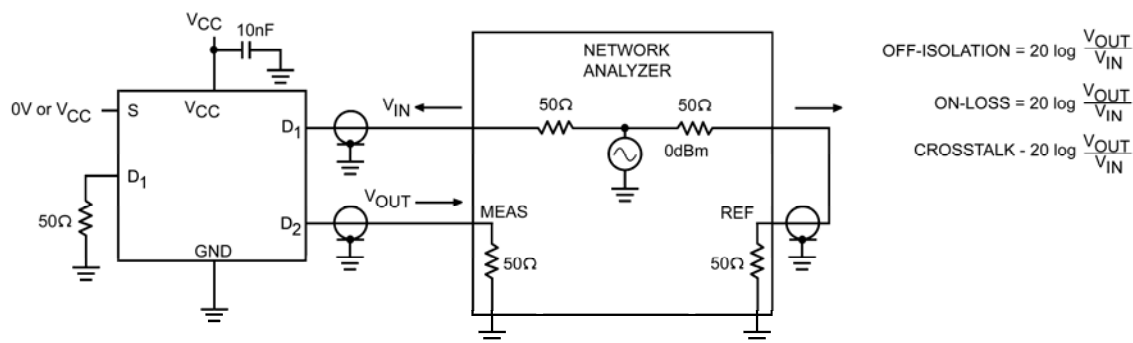 VCC
10nF
0V or VCC
S
VCC
D1
D1
50Ω
D2
GND
VIN
VOUT
NETWORK
ANALYZER
50Ω
50Ω
0dBm
MEAS
REF
50Ω
50Ω
OFF-ISOLATION = 20 log VOUT/VIN
ON-LOSS = 20 log VOUT/VIN
CROSSTALK - 20 log VOUT/VIN